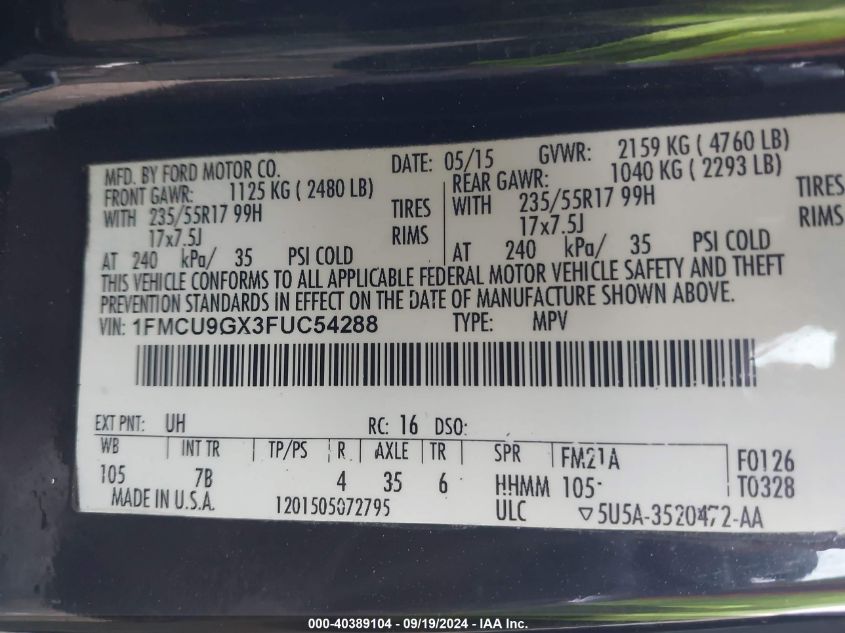 MFD. BY FORD MOTOR CO. DATE: 05/15 GVWR: 2159 KG ( 4760 LB)
FRONT GAWR: 1125 KG ( 2480 LB) REAR GAWR: 1040 KG ( 2293 LB)
WITH 235/55R17 99H TIRES WITH 235/55R17 99H TIRES
17x7.5J RIMS 17x7.5J RIMS
AT 240 kPa/ 35 PSI COLD AT 240 kPa/ 35 PSI COLD
THIS VEHICLE CONFORMS TO ALL APPLICABLE FEDERAL MOTOR VEHICLE SAFETY AND THEFT
PREVENTION STANDARDS IN EFFECT ON THE DATE OF MANUFACTURE SHOWN ABOVE.
VIN: 1FMCU9GX3FUC54288 TYPE: MPV
EXT PNT: UH RC: 16 DSO:
WB INT TR TP/PS R AXLE TR SPR FM21A F0126
105 7B 4 35 6 HHMM 105 T0328
MADE IN U.S.A. 1201505072795 ULC ▽5U5A-3520472-AA
000-40389104 - 09/19/2024 - IAA Inc.